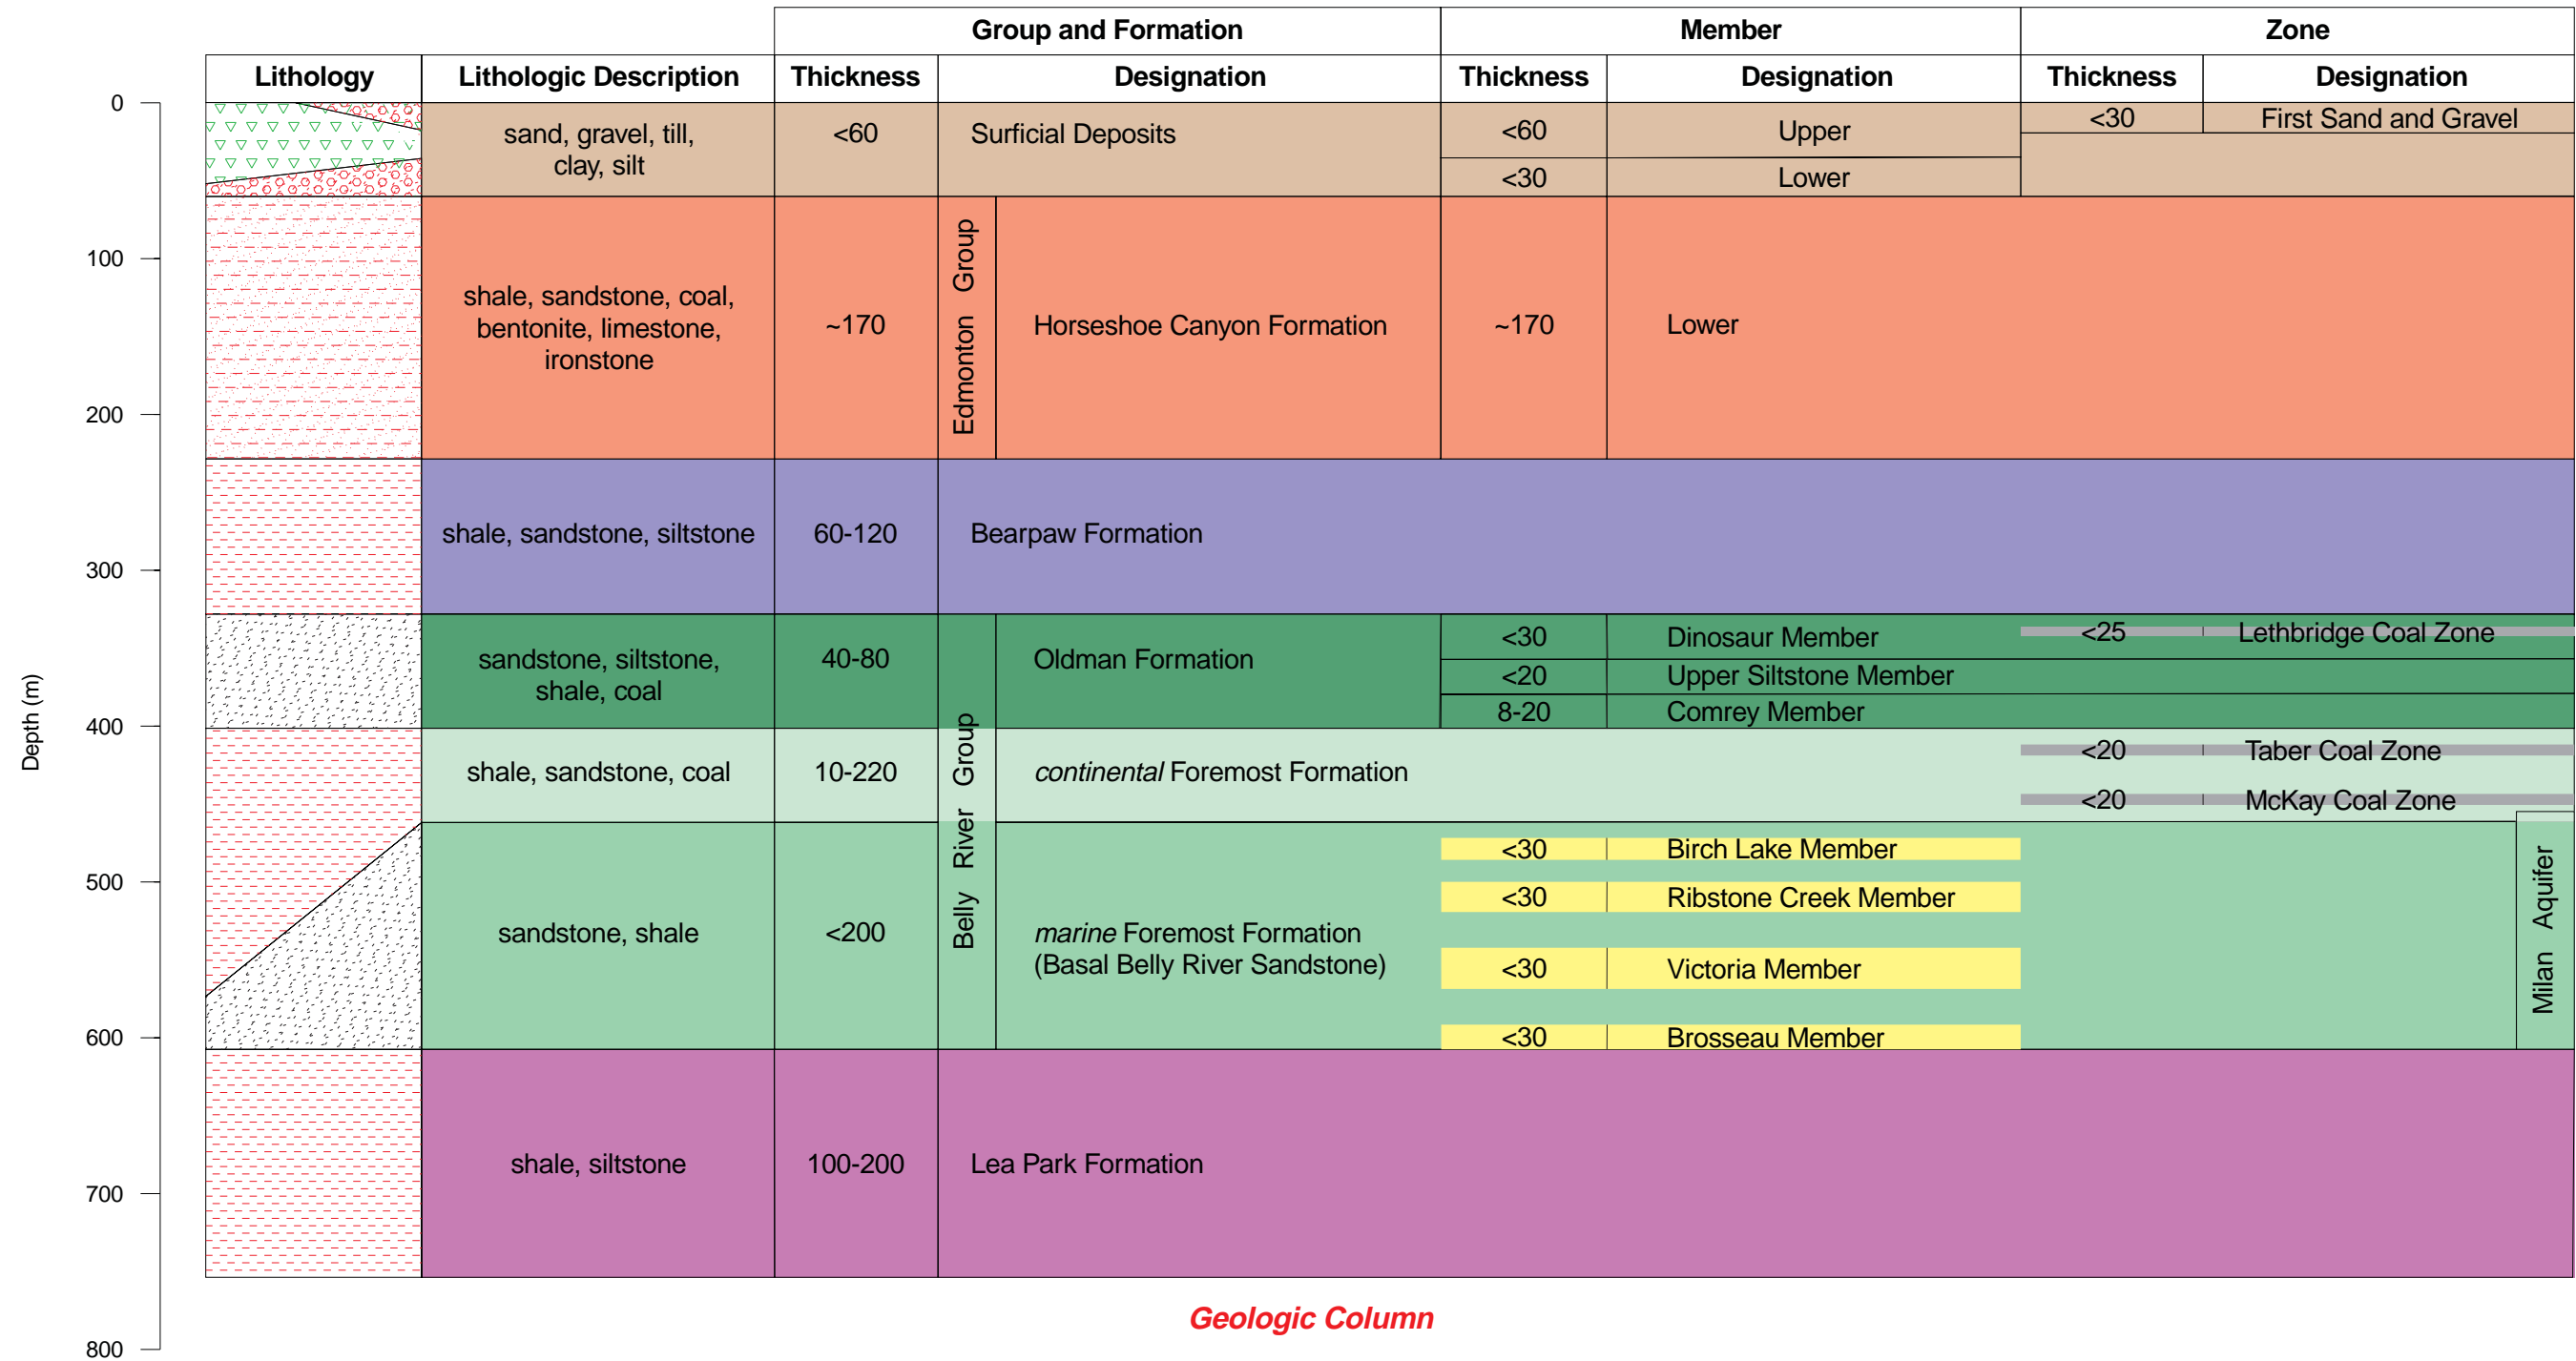 Group and Formation
Member
Zone
Lithology
Lithologic Description
Thickness
Designation
Thickness
Designation
Thickness
Designation
Depth (m)
0
100
200
300
400
500
600
700
800
sand, gravel, till,
clay, silt
<60
Surficial Deposits
<60
Upper
<30
Lower
<30
First Sand and Gravel
shale, sandstone, coal,
bentonite, limestone,
ironstone
~170
Edmonton Group
Horseshoe Canyon Formation
~170
Lower
shale, sandstone, siltstone
60-120
Bearpaw Formation
sandstone, siltstone,
shale, coal
40-80
Belly River Group
Oldman Formation
<30
Dinosaur Member
<25
Lethbridge Coal Zone
<20
Upper Siltstone Member
8-20
Comrey Member
shale, sandstone, coal
10-220
continental Foremost Formation
<20
Taber Coal Zone
<20
McKay Coal Zone
sandstone, shale
<200
marine Foremost Formation
(Basal Belly River Sandstone)
<30
Birch Lake Member
<30
Ribstone Creek Member
<30
Victoria Member
<30
Brosseau Member
Milan Aquifer
shale, siltstone
100-200
Lea Park Formation
Geologic Column